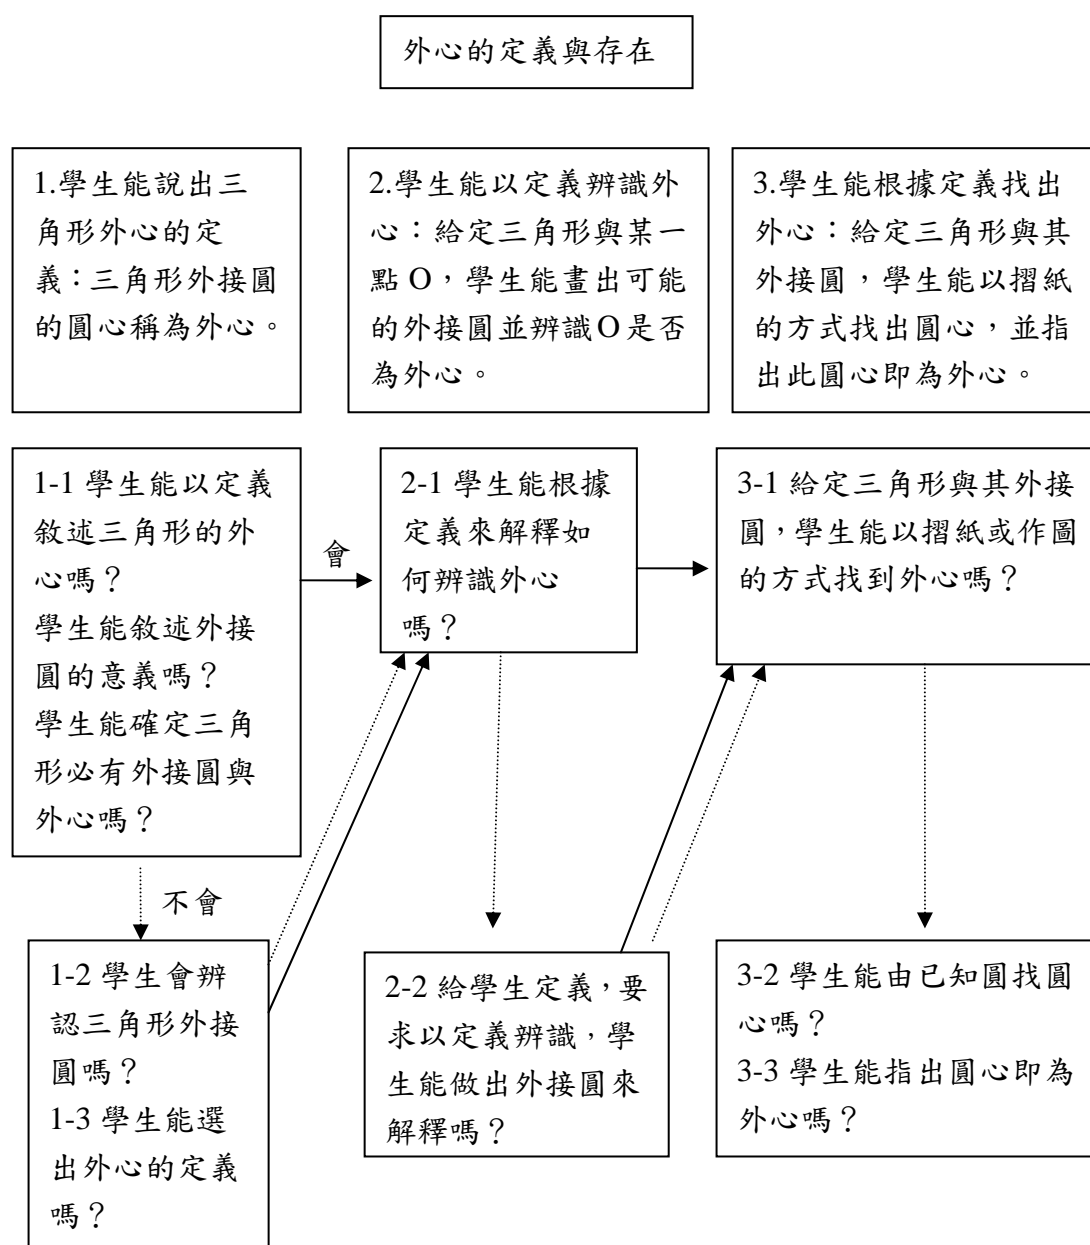 外心的定義與存在
1.學生能說出三
角形外心的定
義：三角形外接圓
的圓心稱為外心。
2.學生能以定義辨識外
心：給定三角形與某一
點 O，學生能畫出可能
的外接圓並辨識 O 是否
為外心。
3.學生能根據定義找出
外心：給定三角形與其
外接圓，學生能以摺紙
的方式找出圓心，並指
出此圓心即為外心。
1-1 學生能以定義
敘述三角形的外
心嗎？
學生能敘述外接
圓的意義嗎？
學生能確定三角
形必有外接圓與
外心嗎？
會
2-1 學生能根據
定義來解釋如
何辨識外心
嗎？
3-1 給定三角形與其外接
圓，學生能以摺紙或作圖
的方式找到外心嗎？
不會
1-2 學生會辨
認三角形外接
圓嗎？
1-3 學生能選
出外心的定義
嗎？
2-2 給學生定義，要
求以定義辨識，學
生能做出外接圓來
解釋嗎？
3-2 學生能由已知圓找圓
心嗎？
3-3 學生能指出圓心即為
外心嗎？